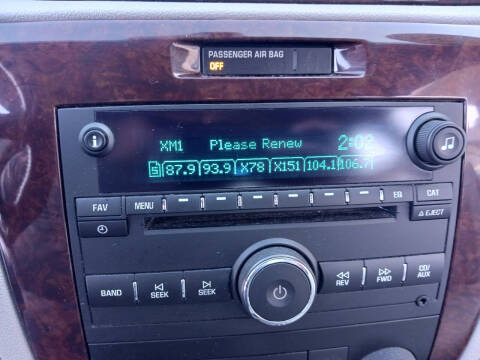 PASSENGER AIR BAG
OFF
XM1 Please Renew 2:02
87.9 93.9 X78 X151 104.1 106.7
FAV MENU EQ CAT
EJECT
BAND SEEK SEEK REV FWD CD/
AUX